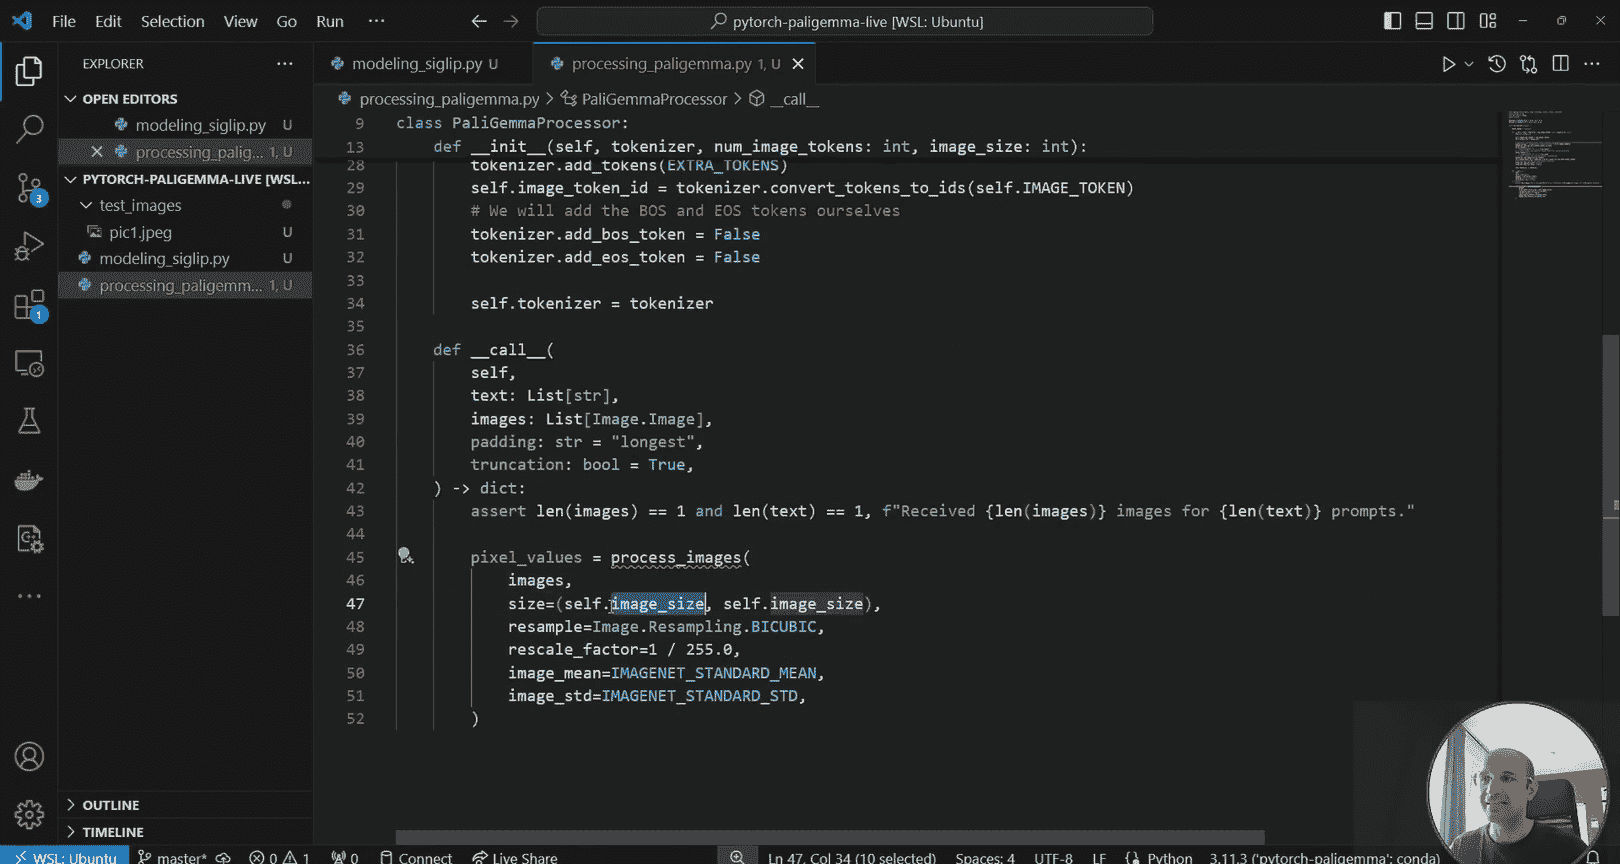 File Edit Selection View Go Run ···
pytorch-paligemma-live [WSL: Ubuntu]
EXPLORER ···
OPEN EDITORS
modeling_siglip.py U
processing_palig... 1, U
PYTORCH-PALIGEMMA-LIVE [WSL...
test_images
pic1.jpeg U
modeling_siglip.py U
processing_paligemm... 1, U
OUTLINE
TIMELINE
3
1
modeling_siglip.py U
processing_paligemma.py 1, U
processing_paligemma.py > PaliGemmaProcessor > __call__
9 class PaliGemmaProcessor:
13 def __init__(self, tokenizer, num_image_tokens: int, image_size: int):
28 tokenizer.add_tokens(EXTRA_TOKENS)
29 self.image_token_id = tokenizer.convert_tokens_to_ids(self.IMAGE_TOKEN)
30 # We will add the BOS and EOS tokens ourselves
31 tokenizer.add_bos_token = False
32 tokenizer.add_eos_token = False
33
34 self.tokenizer = tokenizer
35
36 def __call__(
37 self,
38 text: List[str],
39 images: List[Image.Image],
40 padding: str = "longest",
41 truncation: bool = True,
42 ) -> dict:
43 assert len(images) == 1 and len(text) == 1, f"Received {len(images)} images for {len(text)} prompts."
44
45 pixel_values = process_images(
46 images,
47 size=(self.image_size, self.image_size),
48 resample=Image.Resampling.BICUBIC,
49 rescale_factor=1 / 255.0,
50 image_mean=IMAGENET_STANDARD_MEAN,
51 image_std=IMAGENET_STANDARD_STD,
52 )
WSL: Ubuntu master* 0 1 0 Connect Live Share Ln 47, Col 34 (10 selected) Spaces: 4 UTF-8 LF Python 3.11.3 ('pytorch-paligemma': conda)